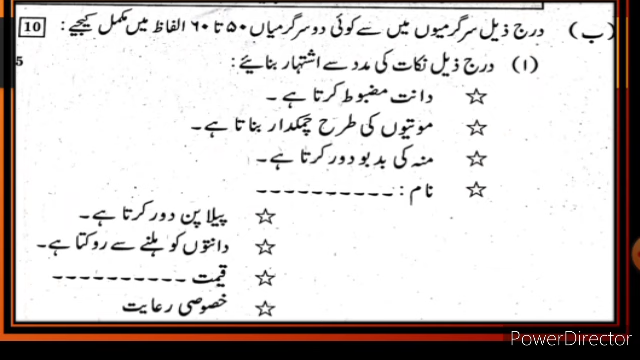 (ب) درج ذیل سرگرمیوں میں سے کوئی دو سرگرمیاں ۵۰ تا ۶۰ الفاظ میں مکمل کیجیے : 10
(۱) درج ذیل نکات کی مدد سے اشتہار بنائیے : 5
☆ دانت مضبوط کرتا ہے ۔
☆ موتیوں کی طرح چمکدار بناتا ہے۔
☆ منہ کی بدبو دور کرتا ہے۔
☆ نام : ----------
☆ پیلا پن دور کرتا ہے۔
☆ دانتوں کو ہلنے سے روکتا ہے۔
☆ قیمت ----------
☆ خصوصی رعایت
PowerDirector